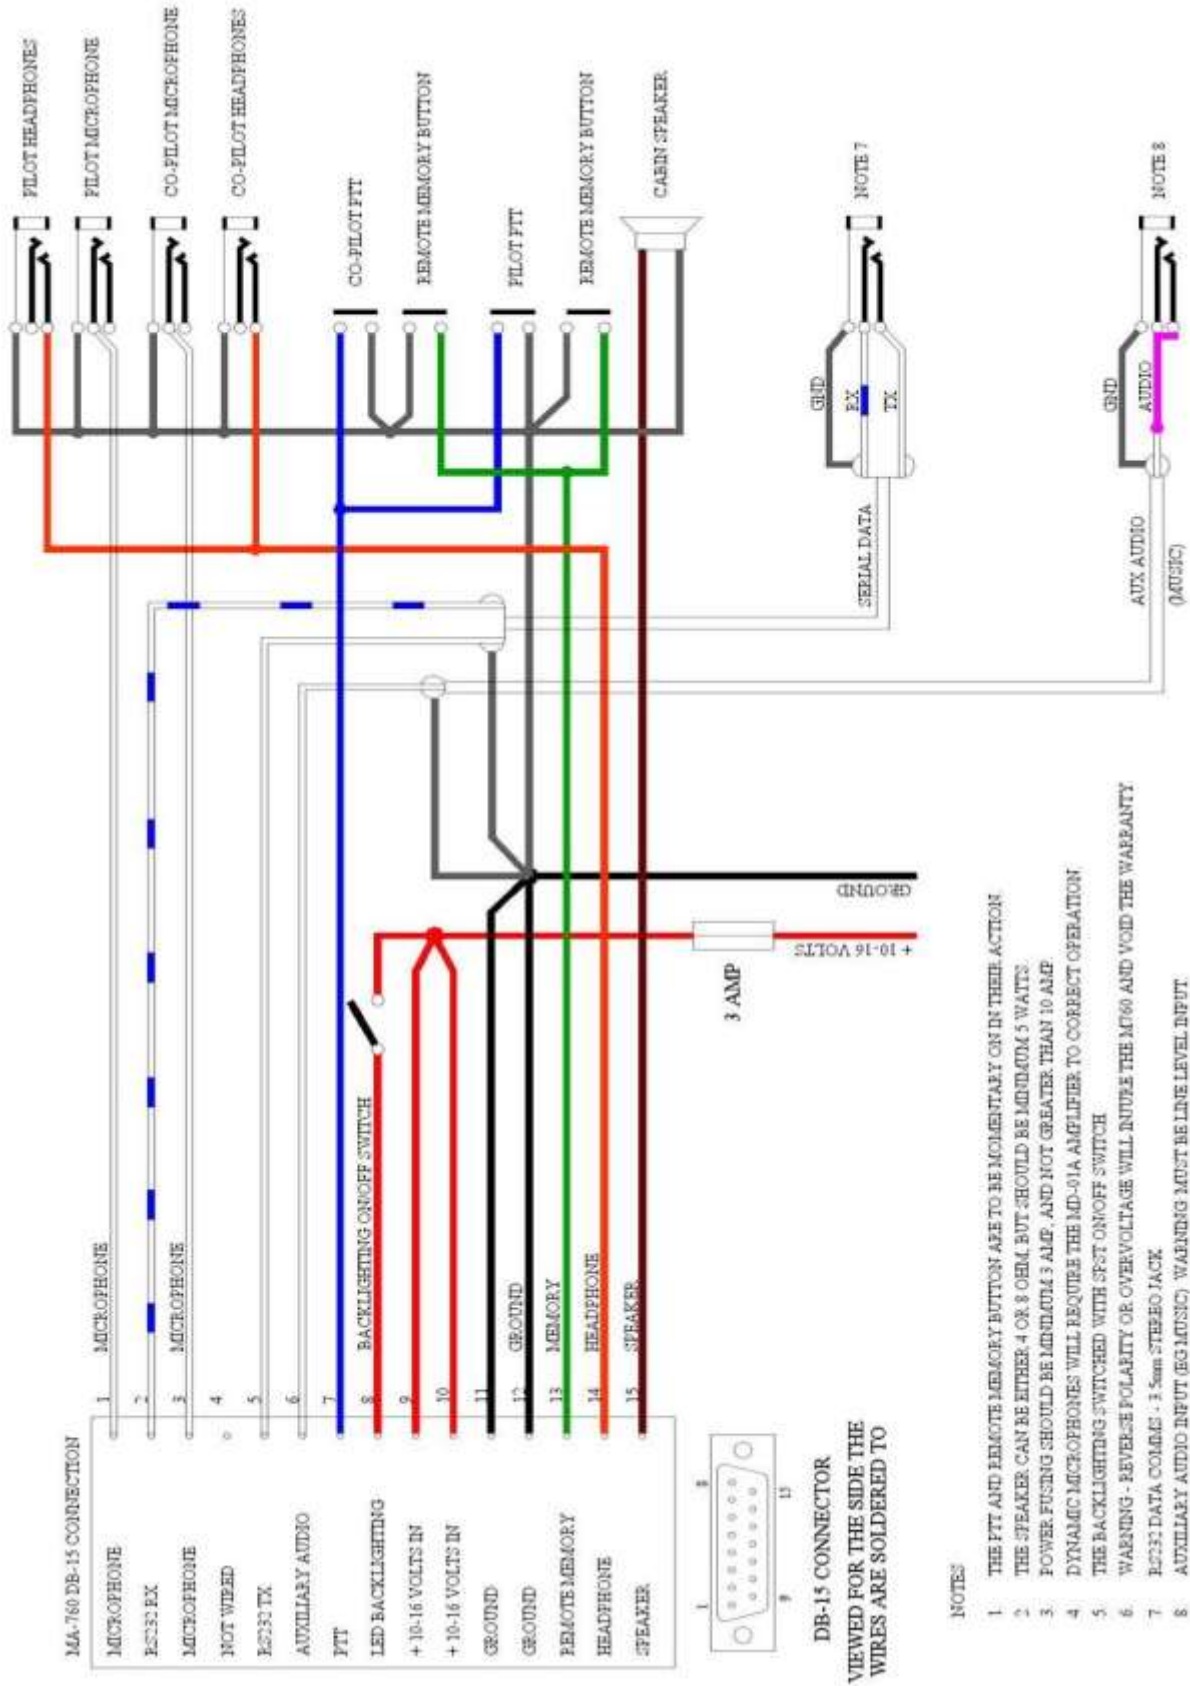 MA-760 DB-15 CONNECTION
MICROPHONE
RS232 RX
MICROPHONE
NOT WIRED
RS232 TX
AUXILIARY AUDIO
PTT
LED BACKLIGHTING
+ 10-16 VOLTS IN
+ 10-16 VOLTS IN
GROUND
GROUND
REMOTE MEMORY
HEADPHONE
SPEAKER
1
2
3
4
5
6
7
8
9
10
11
12
13
14
15
MICROPHONE
MICROPHONE
BACKLIGHTING ON/OFF SWITCH
GROUND
MEMORY
HEADPHONE
SPEAKER
3 AMP
+ 10-16 VOLTS
GROUND
PILOT HEADPHONES
PILOT MICROPHONE
CO-PILOT MICROPHONE
CO-PILOT HEADPHONES
CO-PILOT PTT
REMOTE MEMORY BUTTON
PILOT PTT
REMOTE MEMORY BUTTON
CABIN SPEAKER
SERIAL DATA
GND
RX
TX
NOTE 7
AUX AUDIO
(MUSIC)
GND
AUDIO
NOTE 8
1
8
9
15
DB-15 CONNECTOR
VIEWED FOR THE SIDE THE
WIRES ARE SOLDERED TO
NOTES
1 THE PTT AND REMOTE MEMORY BUTTON ARE TO BE MOMENTARY ON IN THEIR ACTION.
2 THE SPEAKER CAN BE EITHER 4 OR 8 OHM, BUT SHOULD BE MINIMUM 5 WATTS.
3. POWER FUSING SHOULD BE MINIMUM 3 AMP, AND NOT GREATER THAN 10 AMP.
4 DYNAMIC MICROPHONES WILL REQUIRE THE MD-01A AMPLIFIER TO CORRECT OPERATION.
5. THE BACKLIGHTING SWITCHED WITH SPST ON/OFF SWITCH
6. WARNING - REVERSE POLARITY OR OVERVOLTAGE WILL INJURE THE M760 AND VOID THE WARRANTY.
7 RS232 DATA COMMS - 3.5mm STEREO JACK
8 AUXILIARY AUDIO INPUT (EG MUSIC) WARNING MUST BE LINE LEVEL INPUT.